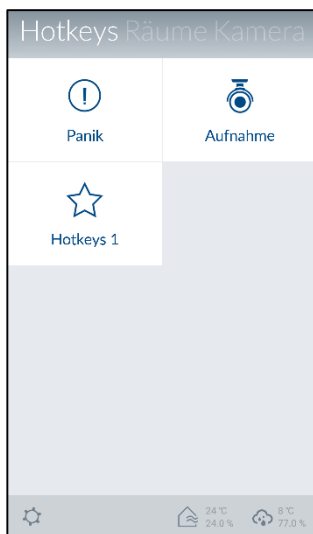 Hotkeys Räume Kamera
Panik
Aufnahme
Hotkeys 1
24 °C
24.0 %
8 °C
77.0 %